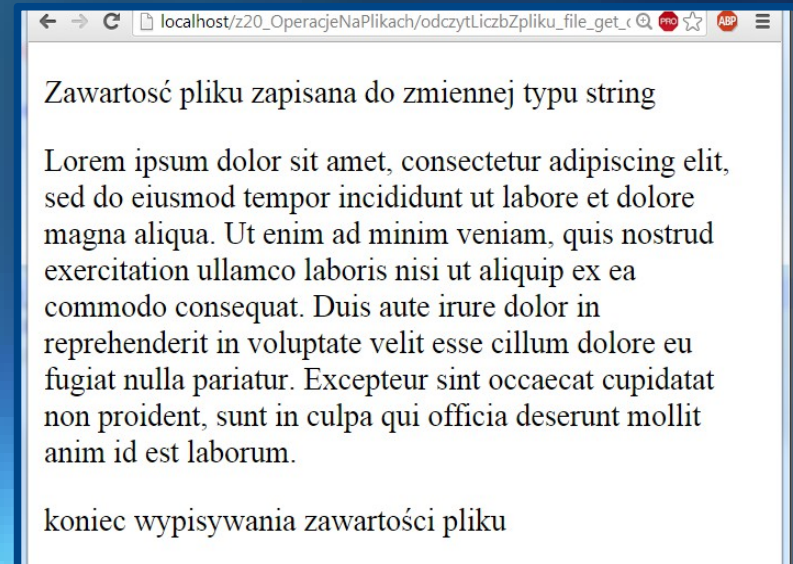 localhost/z20_OperacjeNaPlikach/odczytLiczbZpliku_file_get_c
PRO
ABP
Zawartosć pliku zapisana do zmiennej typu string
Lorem ipsum dolor sit amet, consectetur adipiscing elit,
sed do eiusmod tempor incididunt ut labore et dolore
magna aliqua. Ut enim ad minim veniam, quis nostrud
exercitation ullamco laboris nisi ut aliquip ex ea
commodo consequat. Duis aute irure dolor in
reprehenderit in voluptate velit esse cillum dolore eu
fugiat nulla pariatur. Excepteur sint occaecat cupidatat
non proident, sunt in culpa qui officia deserunt mollit
anim id est laborum.
koniec wypisywania zawartości pliku